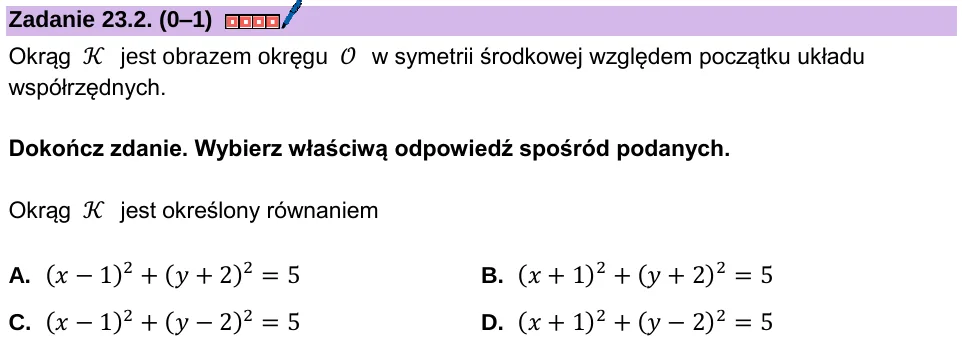 Zadanie 23.2. (0–1)
Okrąg 𝒦 jest obrazem okręgu 𝒪 w symetrii środkowej względem początku układu
współrzędnych.
Dokończ zdanie. Wybierz właściwą odpowiedź spośród podanych.
Okrąg 𝒦 jest określony równaniem
A. (x − 1)² + (y + 2)² = 5 B. (x + 1)² + (y + 2)² = 5
C. (x − 1)² + (y − 2)² = 5 D. (x + 1)² + (y − 2)² = 5